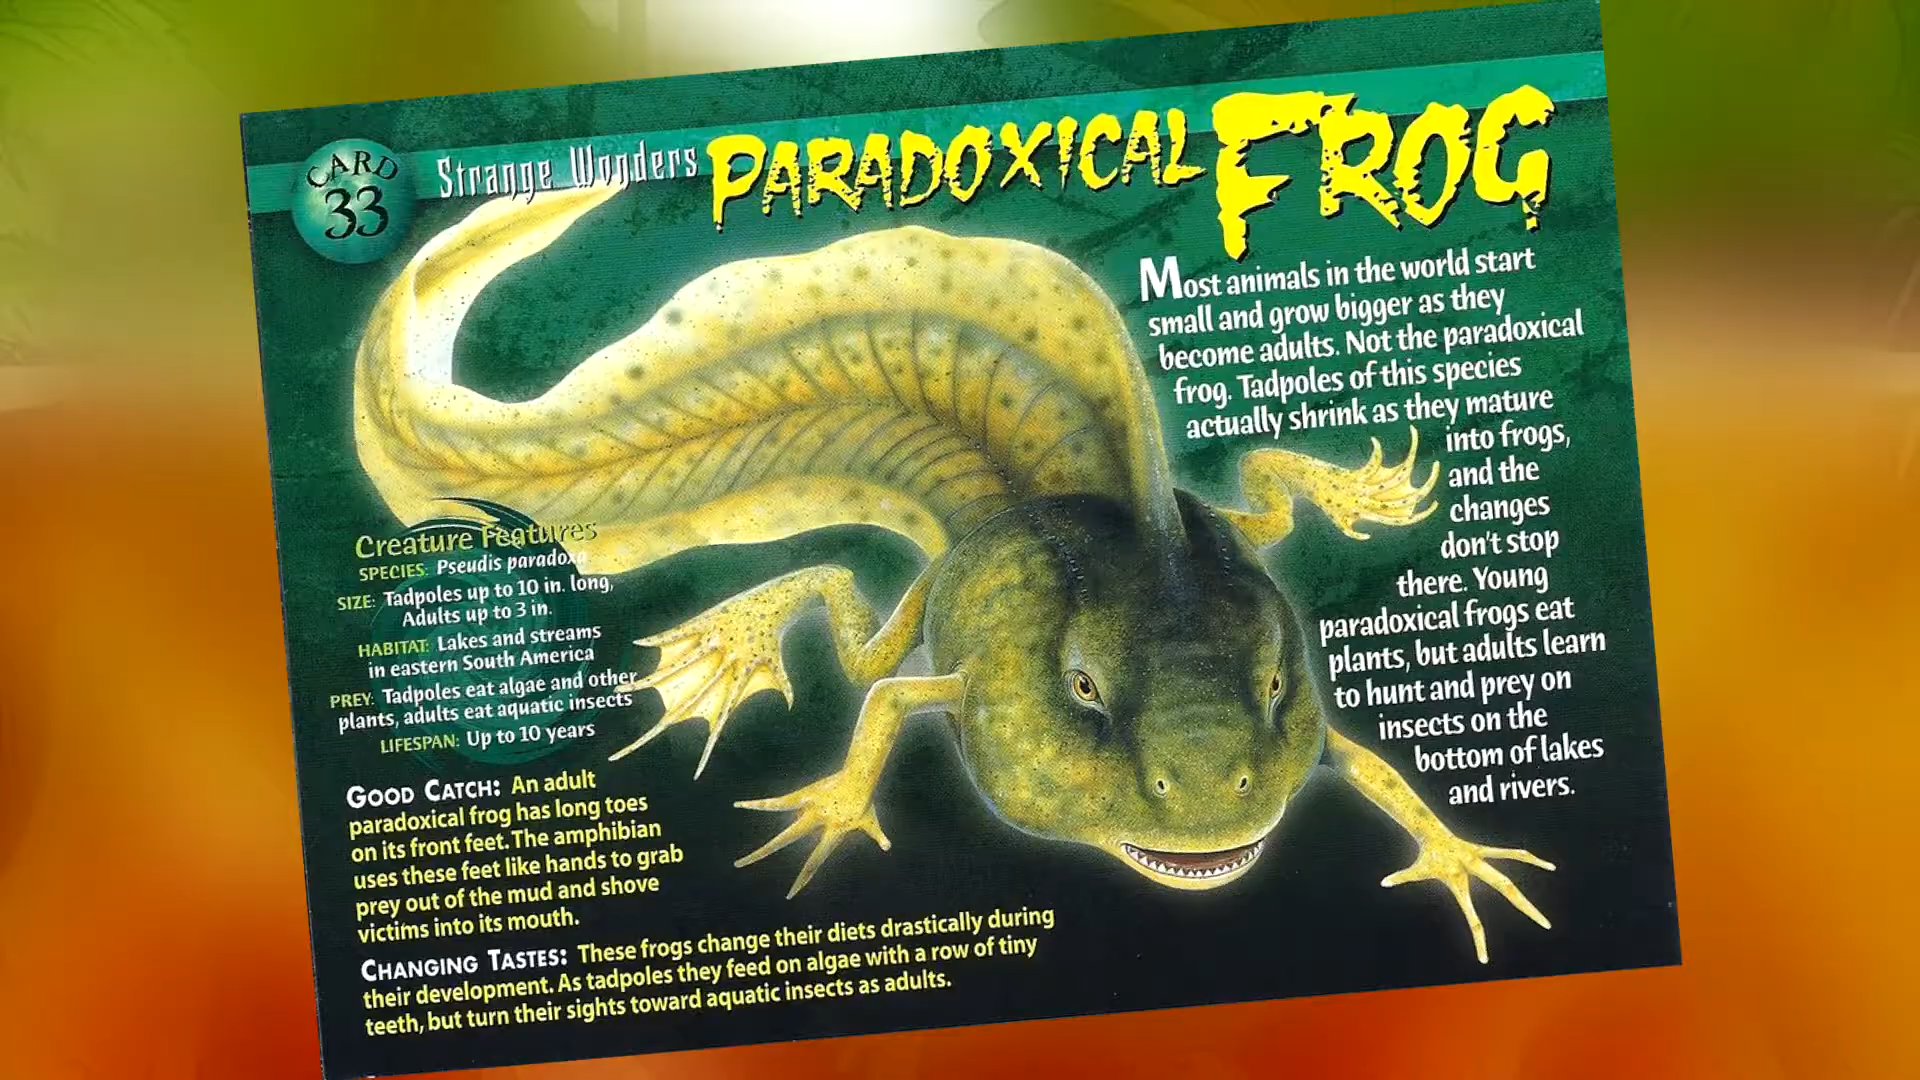 CARD
33
Strange Wonders
PARADOXICAL FROG
Most animals in the world start
small and grow bigger as they
become adults. Not the paradoxical
frog. Tadpoles of this species
actually shrink as they mature
into frogs,
and the
changes
don't stop
there. Young
paradoxical frogs eat
plants, but adults learn
to hunt and prey on
insects on the
bottom of lakes
and rivers.
Creature Features
SPECIES: Pseudis paradoxa
SIZE: Tadpoles up to 10 in. long,
Adults up to 3 in.
HABITAT: Lakes and streams
in eastern South America
PREY: Tadpoles eat algae and other
plants, adults eat aquatic insects
LIFESPAN: Up to 10 years
GOOD CATCH: An adult
paradoxical frog has long toes
on its front feet. The amphibian
uses these feet like hands to grab
prey out of the mud and shove
victims into its mouth.
CHANGING TASTES: These frogs change their diets drastically during
their development. As tadpoles they feed on algae with a row of tiny
teeth, but turn their sights toward aquatic insects as adults.